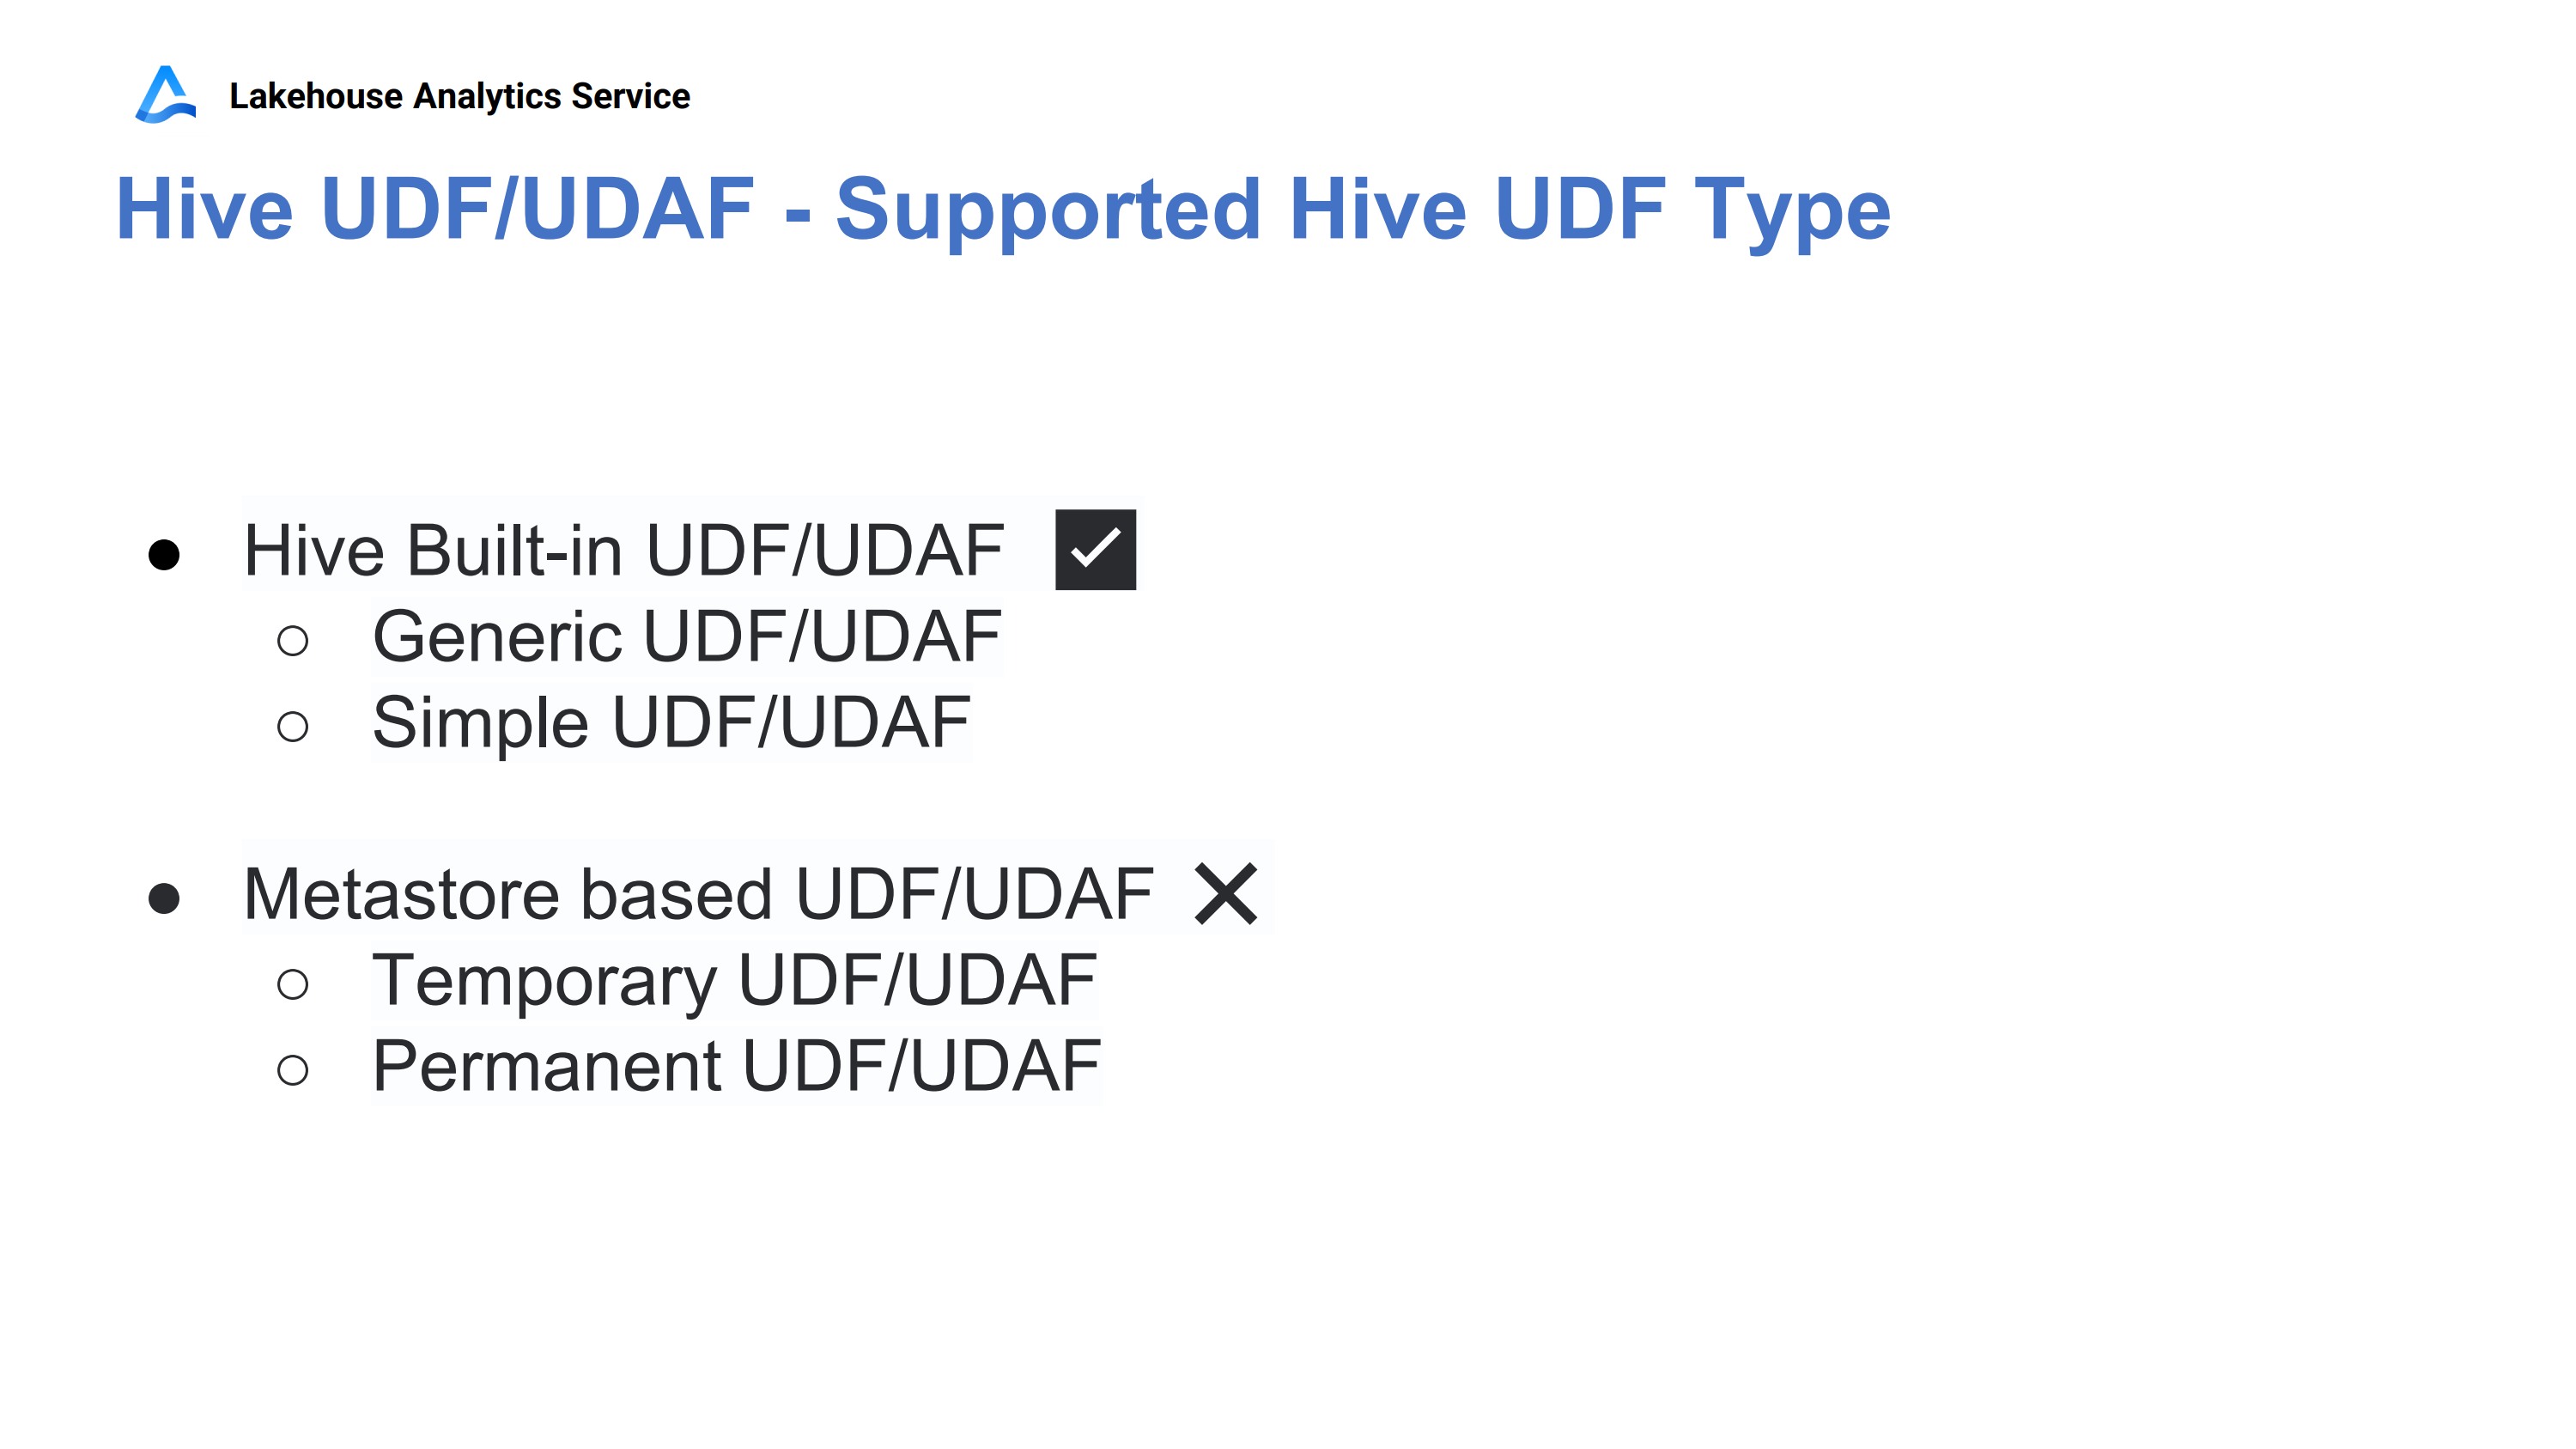 Lakehouse Analytics Service
Hive UDF/UDAF - Supported Hive UDF Type
● Hive Built-in UDF/UDAF ✅
○ Generic UDF/UDAF
○ Simple UDF/UDAF
● Metastore based UDF/UDAF ❌
○ Temporary UDF/UDAF
○ Permanent UDF/UDAF